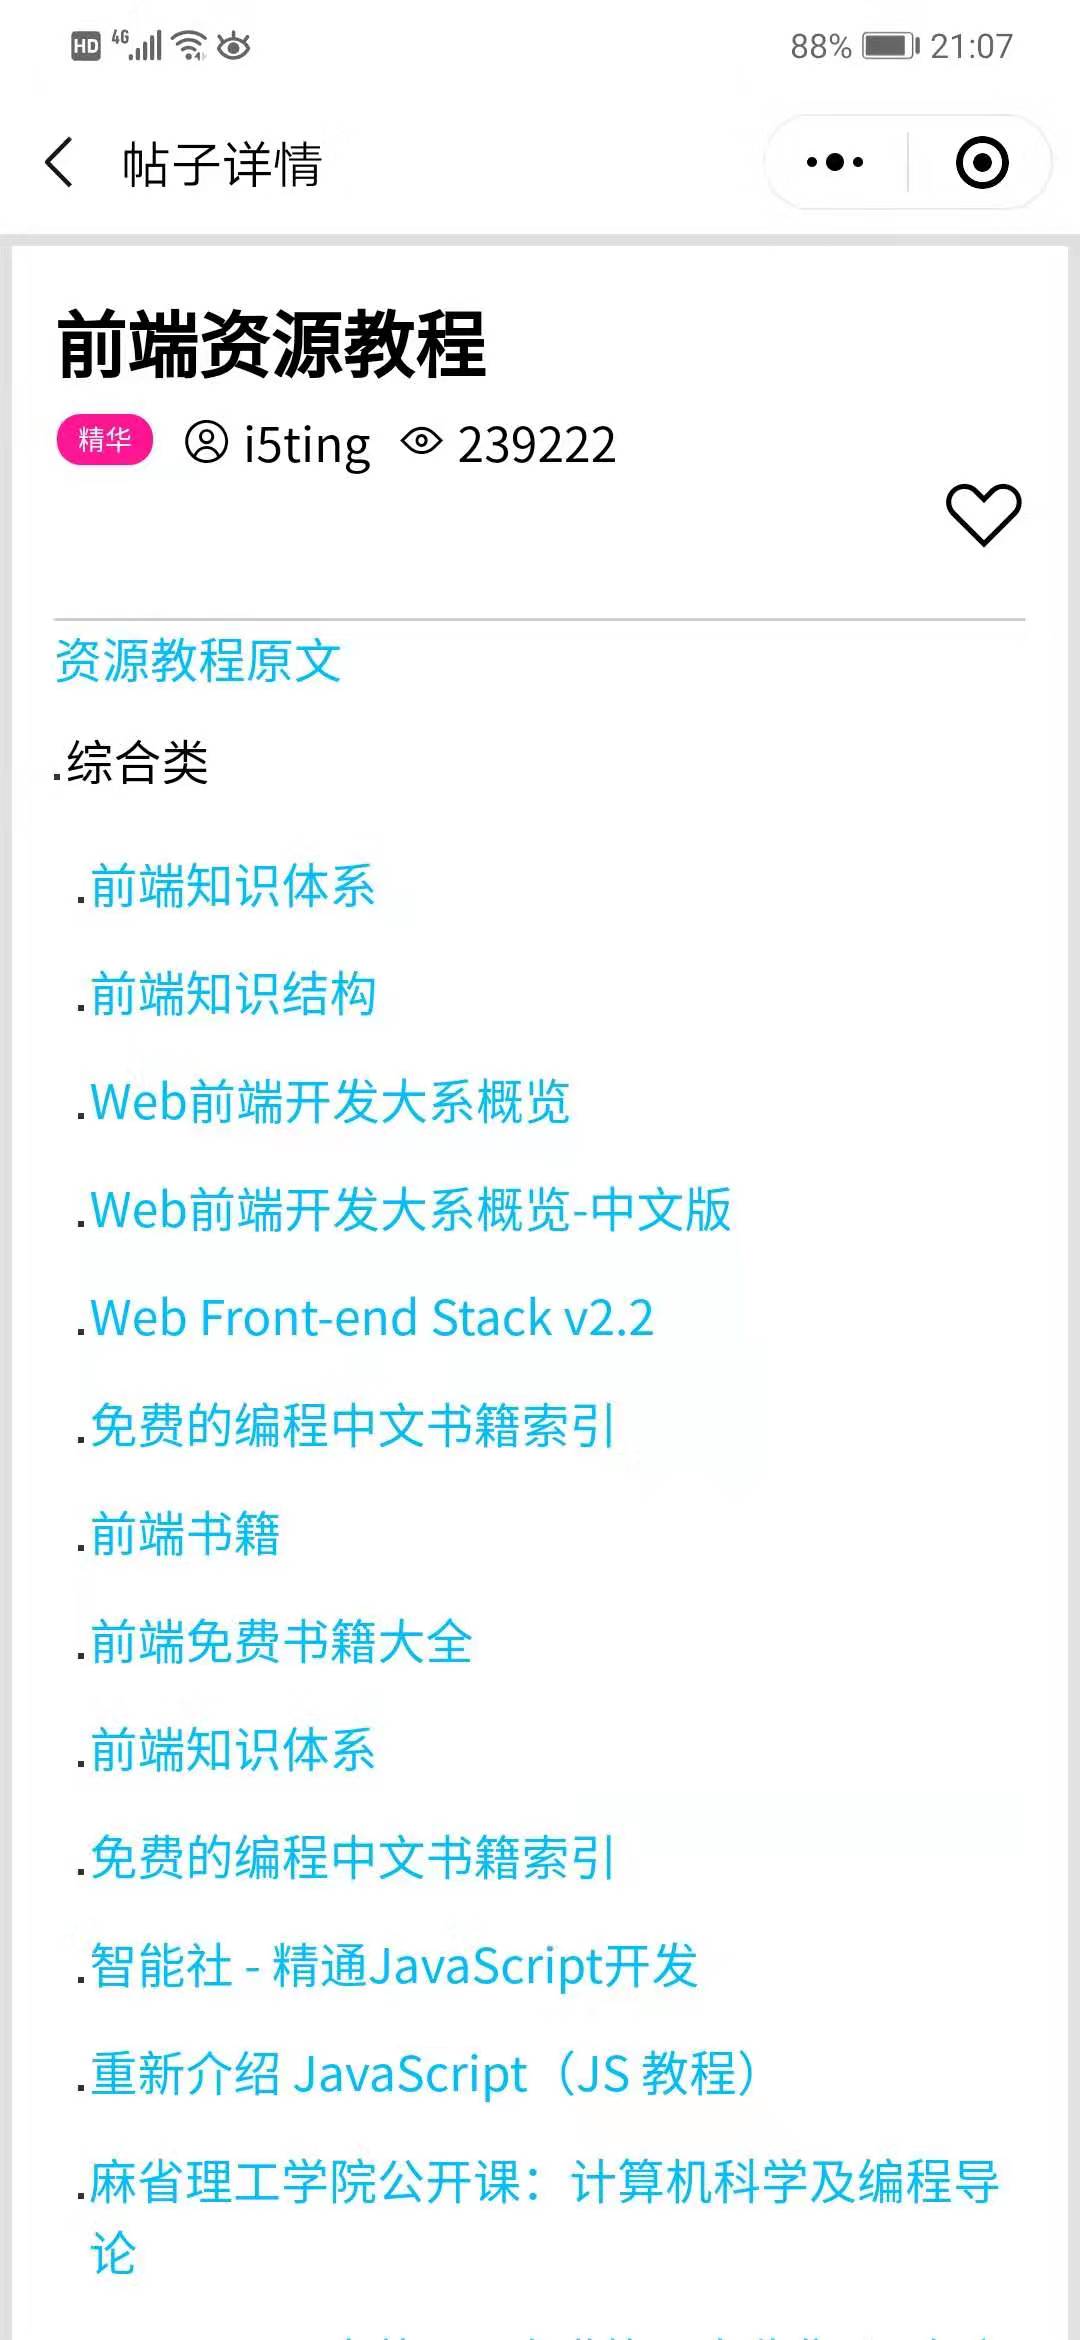 HD 4G 88% 21:07
帖子详情
前端资源教程
精华 i5ting 239222
资源教程原文
.综合类
.前端知识体系
.前端知识结构
.Web前端开发大系概览
.Web前端开发大系概览-中文版
.Web Front-end Stack v2.2
.免费的编程中文书籍索引
.前端书籍
.前端免费书籍大全
.前端知识体系
.免费的编程中文书籍索引
.智能社 - 精通JavaScript开发
.重新介绍 JavaScript（JS 教程）
.麻省理工学院公开课：计算机科学及编程导
论